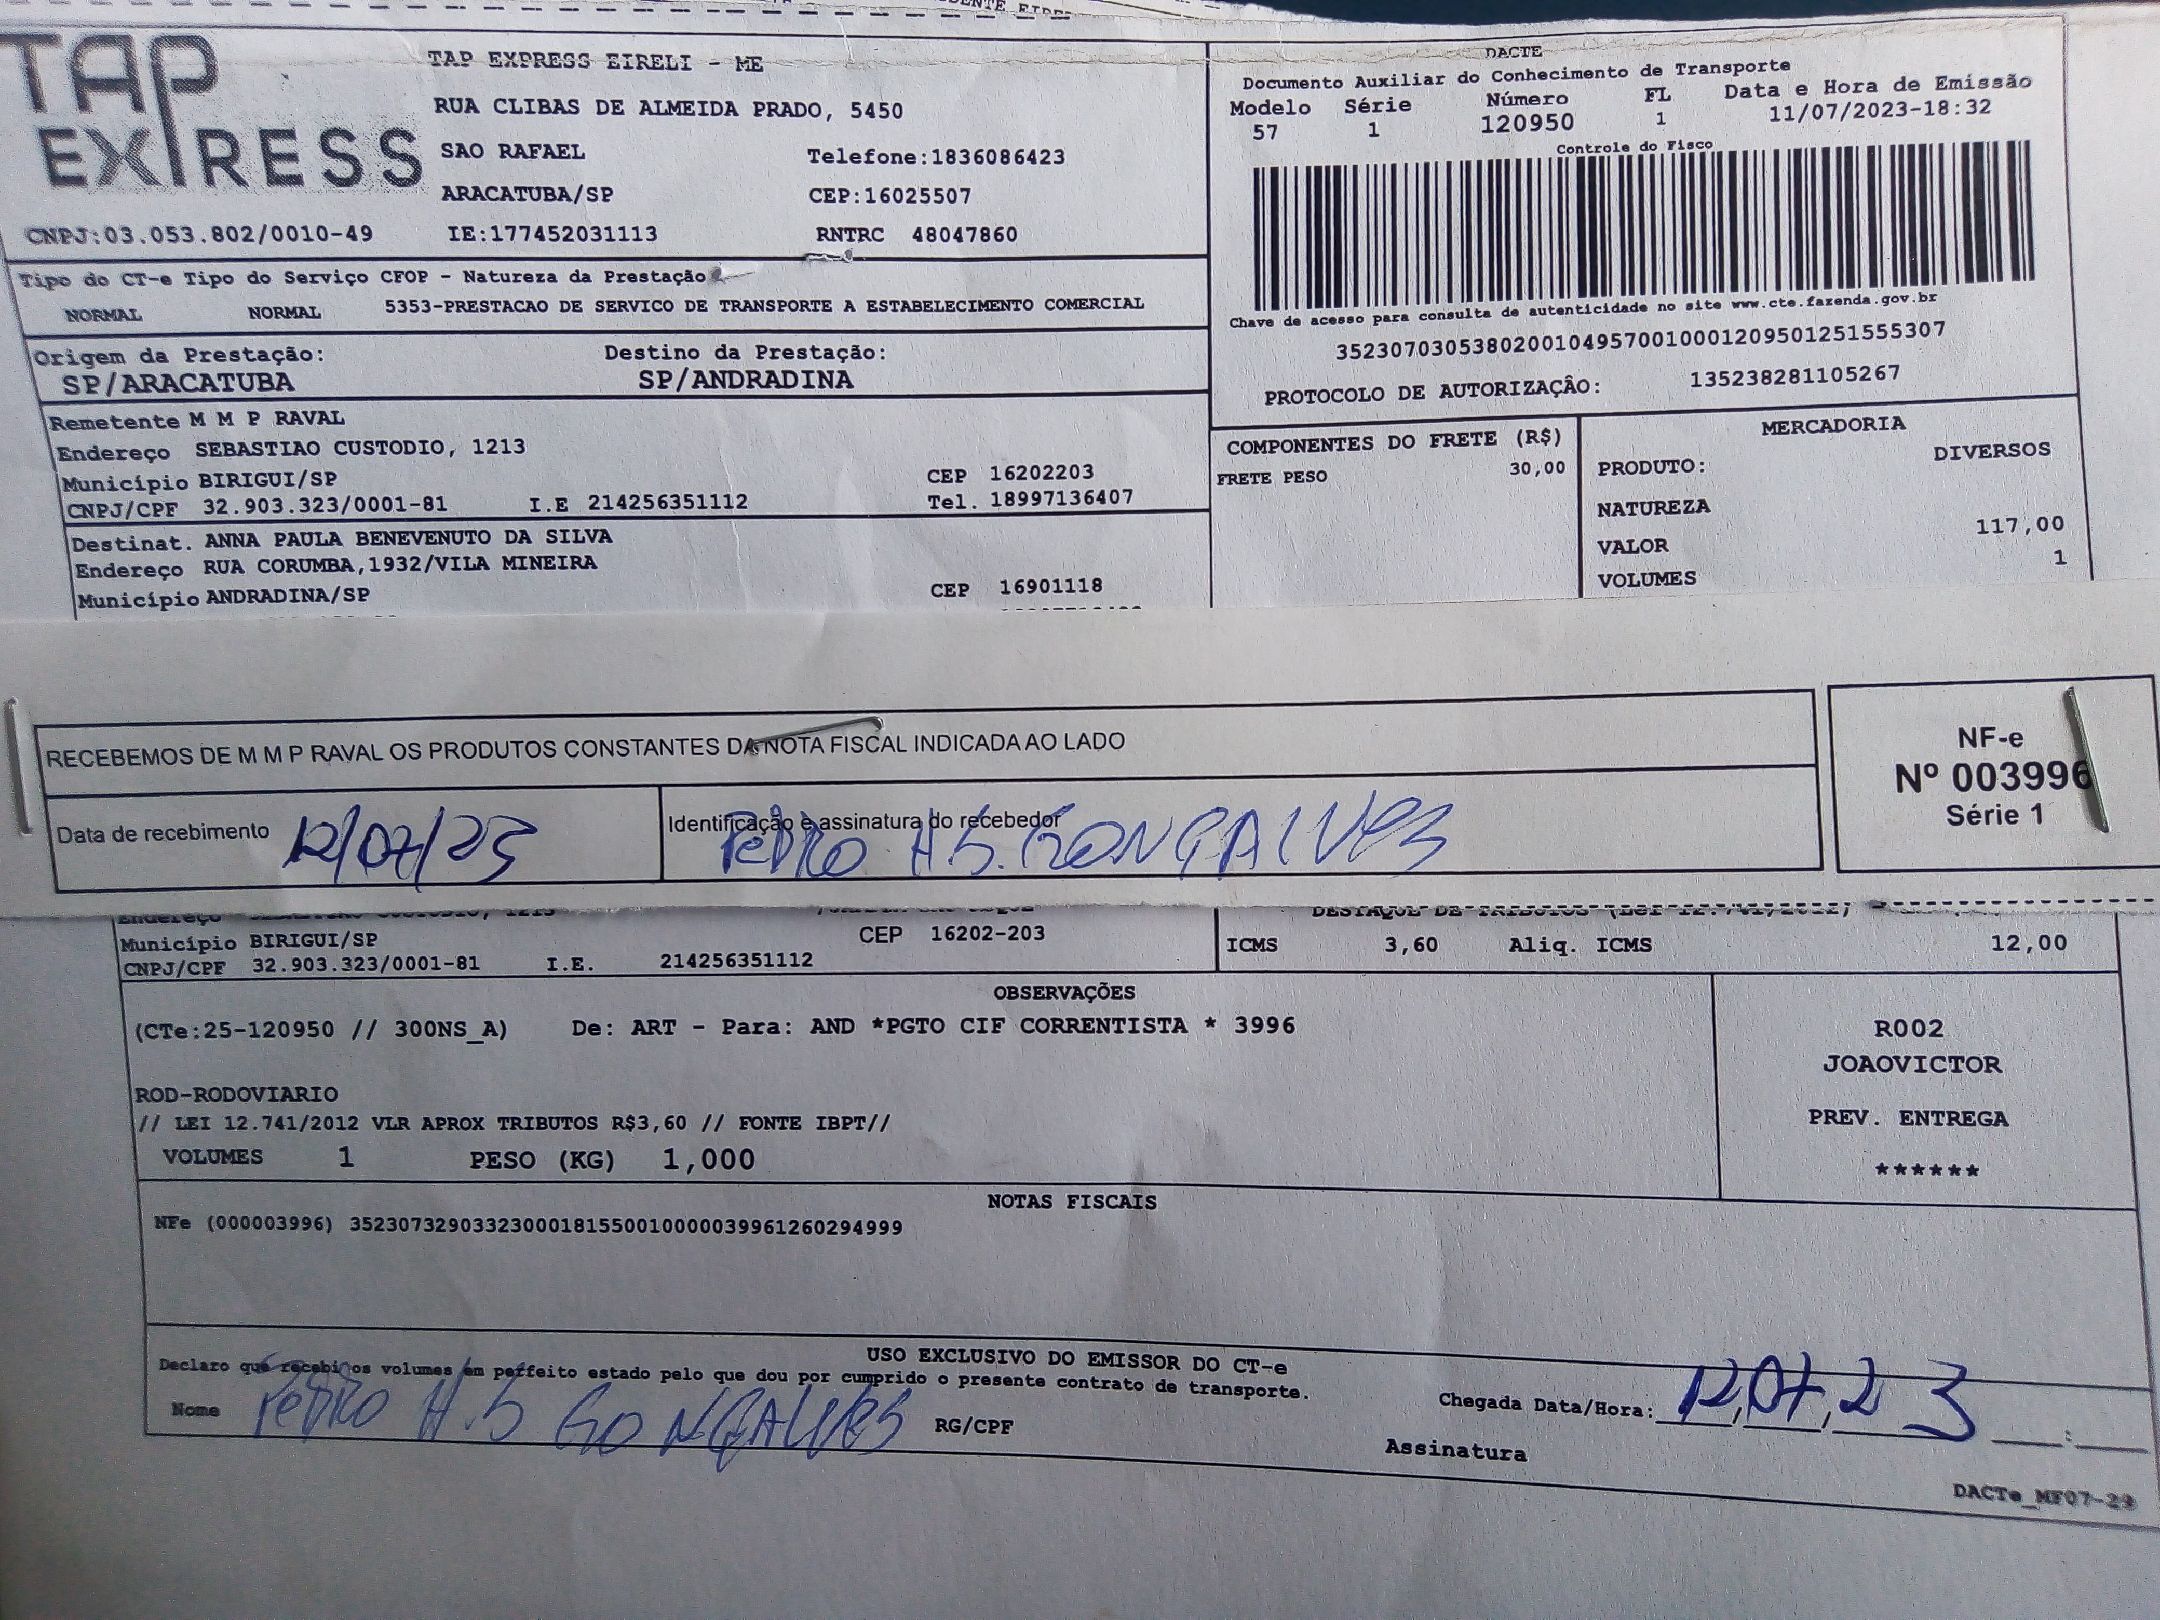 TAP EXPRESS
TAP EXPRESS EIRELI - ME
RUA CLIBAS DE ALMEIDA PRADO, 5450
SAO RAFAEL Telefone:1836086423
ARACATUBA/SP CEP:16025507
CNPJ:03.053.802/0010-49 IE:177452031113 RNTRC 48047860
DACTE
Documento Auxiliar do Conhecimento de Transporte
Modelo Série Número FL Data e Hora de Emissão
57 1 120950 1 11/07/2023-18:32
Controle do Fisco
Chave de acesso para consulta de autenticidade no site www.cte.fazenda.gov.br
35230703053802001049570010001209501251555307
PROTOCOLO DE AUTORIZAÇÂO: 135238281105267
Tipo do CT-e Tipo do Serviço CFOP - Natureza da Prestação
NORMAL NORMAL 5353-PRESTACAO DE SERVICO DE TRANSPORTE A ESTABELECIMENTO COMERCIAL
Origem da Prestação: Destino da Prestação:
SP/ARACATUBA SP/ANDRADINA
Remetente M M P RAVAL
Endereço SEBASTIAO CUSTODIO, 1213
Município BIRIGUI/SP CEP 16202203
CNPJ/CPF 32.903.323/0001-81 I.E 214256351112 Tel. 18997136407
Destinat. ANNA PAULA BENEVENUTO DA SILVA
Endereço RUA CORUMBA,1932/VILA MINEIRA
Município ANDRADINA/SP CEP 16901118
COMPONENTES DO FRETE (R$)
FRETE PESO 30,00
MERCADORIA
PRODUTO: DIVERSOS
NATUREZA
VALOR 117,00
VOLUMES 1
RECEBEMOS DE M M P RAVAL OS PRODUTOS CONSTANTES DA NOTA FISCAL INDICADA AO LADO
Data de recebimento 12/07/23
Identificação e assinatura do recebedor
PEDRO H.S. GONÇALVES
NF-e
Nº 003996
Série 1
Município BIRIGUI/SP CEP 16202-203
CNPJ/CPF 32.903.323/0001-81 I.E. 214256351112
ICMS 3,60 Aliq. ICMS 12,00
OBSERVAÇÕES
(CTe:25-120950 // 300NS_A) De: ART - Para: AND *PGTO CIF CORRENTISTA * 3996
ROD-RODOVIARIO
// LEI 12.741/2012 VLR APROX TRIBUTOS R$3,60 // FONTE IBPT//
VOLUMES 1 PESO (KG) 1,000
R002
JOAOVICTOR
PREV. ENTREGA
******
NOTAS FISCAIS
NFe (000003996) 35230732903323000181550010000039961260294999
USO EXCLUSIVO DO EMISSOR DO CT-e
Declaro que recebi os volumes em perfeito estado pelo que dou por cumprido o presente contrato de transporte.
Nome PEDRO H.S GONÇALVES RG/CPF
Chegada Data/Hora: 12,07,23 :
Assinatura
DACTe_MF07-23